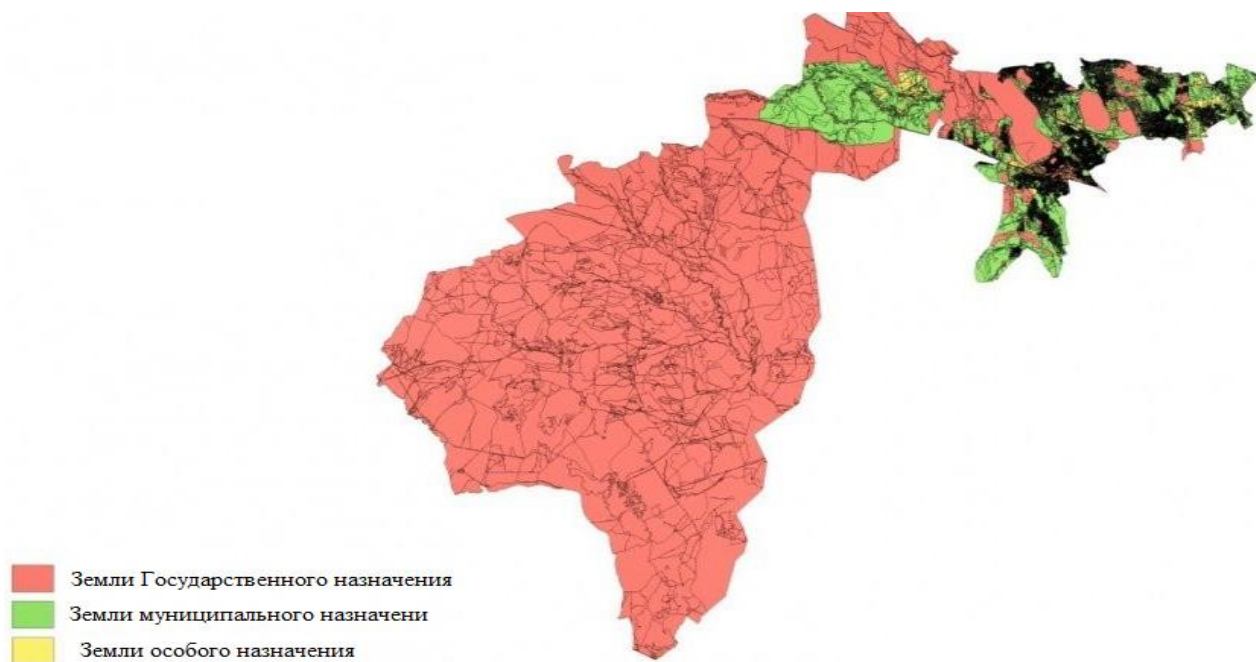 Земли Государственного назначения
Земли муниципального назначени
Земли особого назначения